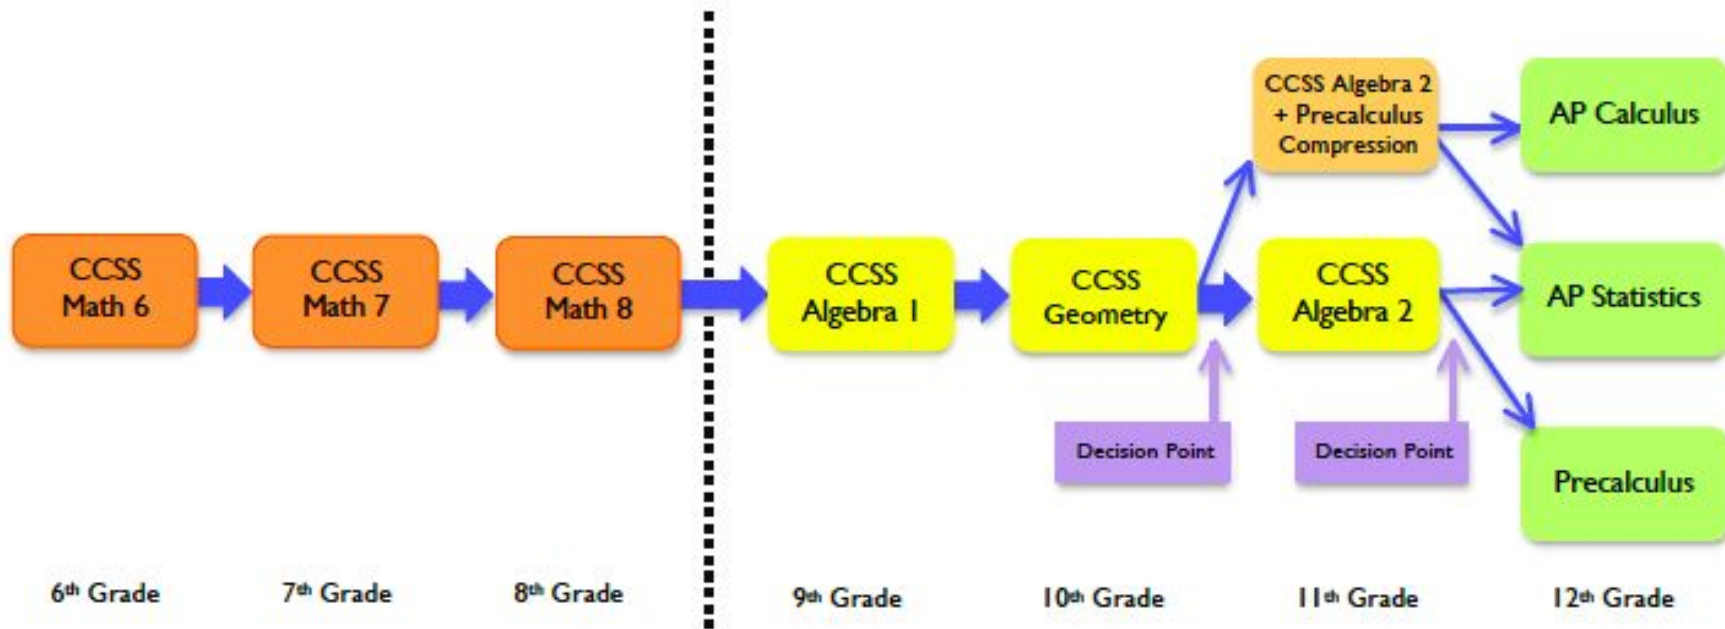 CCSS Algebra 2
+ Precalculus
Compression
AP Calculus
CCSS
Math 6
CCSS
Math 7
CCSS
Math 8
CCSS
Algebra 1
CCSS
Geometry
CCSS
Algebra 2
AP Statistics
Decision Point
Decision Point
Precalculus
6th Grade
7th Grade
8th Grade
9th Grade
10th Grade
11th Grade
12th Grade